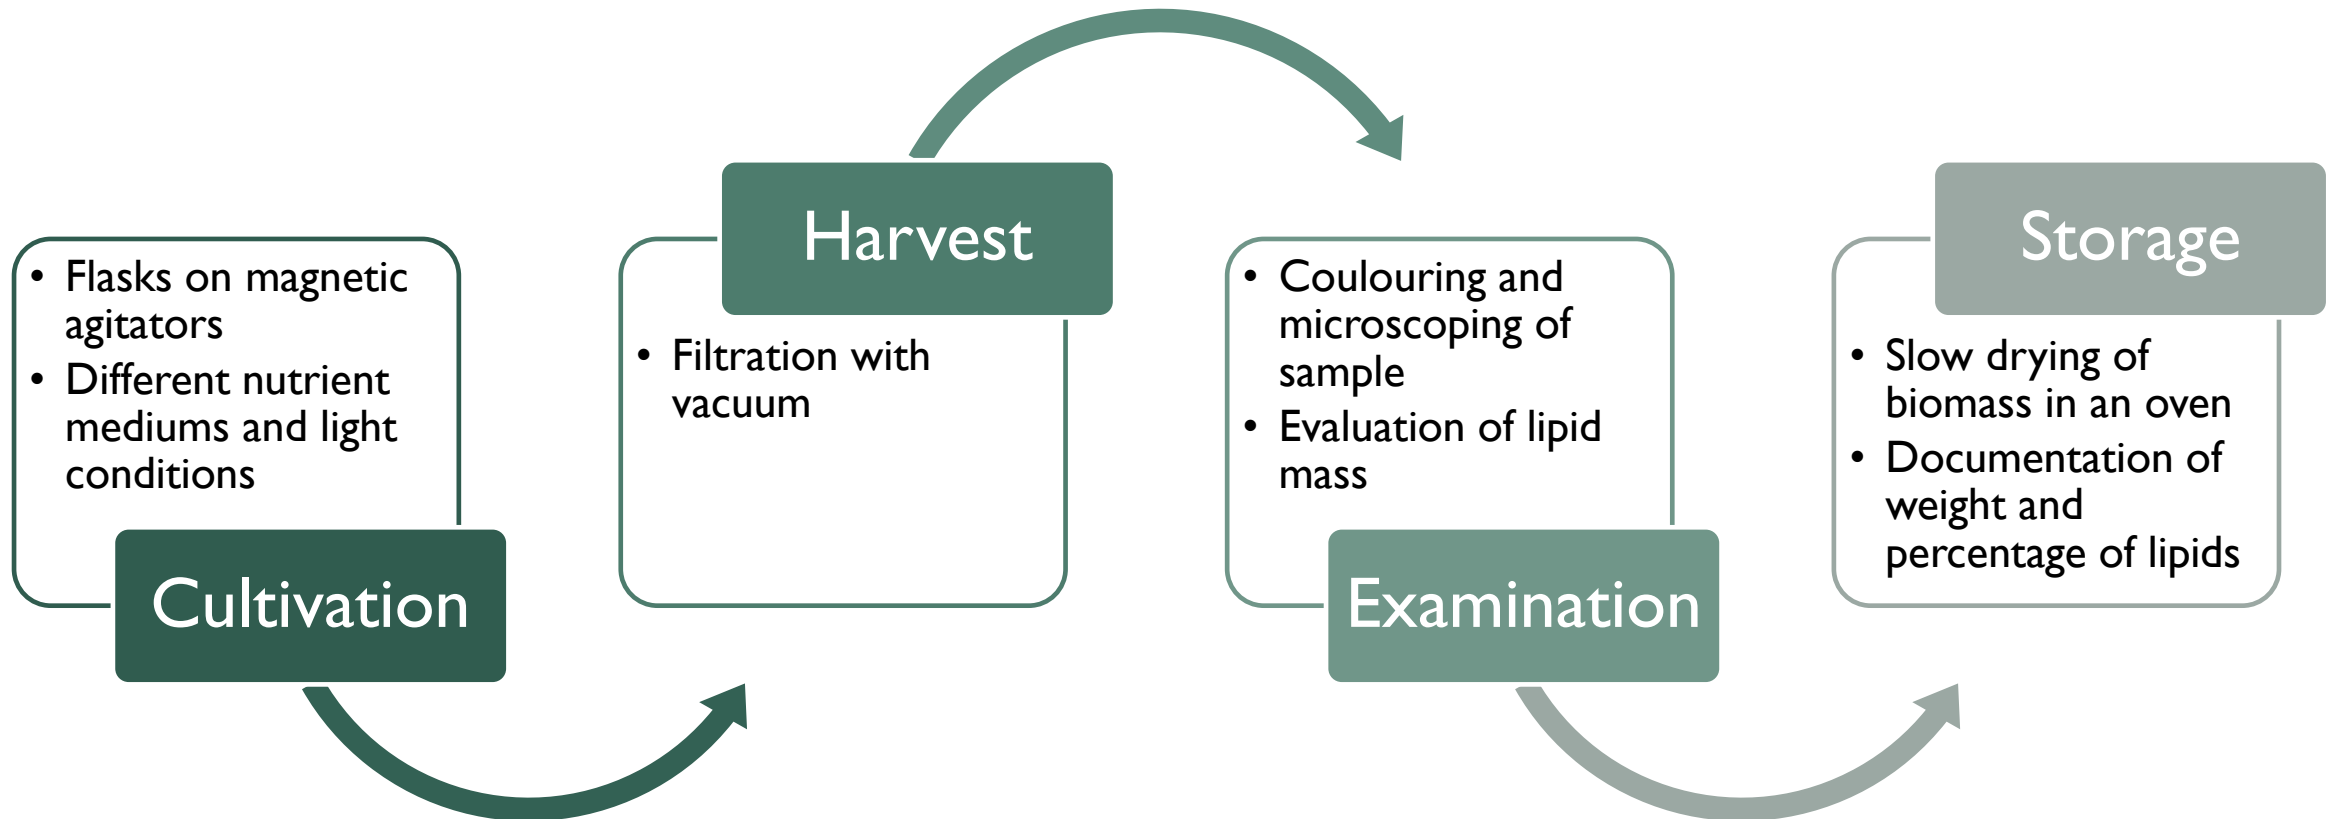 • Flasks on magnetic
agitators
• Different nutrient
mediums and light
conditions
Cultivation
Harvest
• Filtration with
vacuum
• Coulouring and
microscoping of
sample
• Evaluation of lipid
mass
Examination
Storage
• Slow drying of
biomass in an oven
• Documentation of
weight and
percentage of lipids